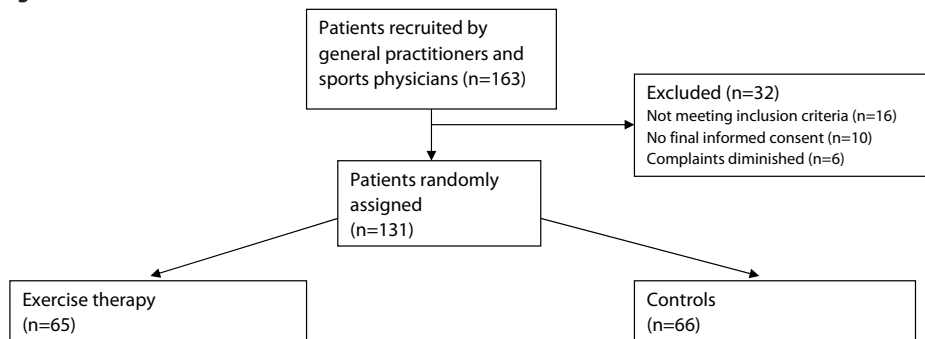 Patients recruited by
general practitioners and
sports physicians (n=163)
Excluded (n=32)
Not meeting inclusion criteria (n=16)
No final informed consent (n=10)
Complaints diminished (n=6)
Patients randomly
assigned
(n=131)
Exercise therapy
(n=65)
Controls
(n=66)